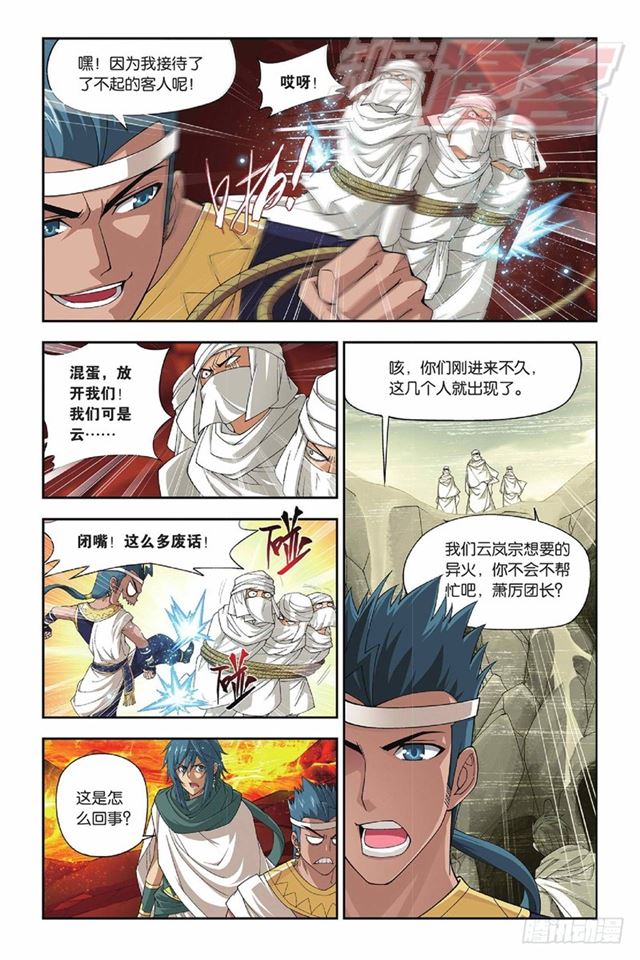 嘿！因为我接待了
了不起的客人呢！
哎呀！
啪！
混蛋，放
开我们！
我们可是
云……
闭嘴！这么多废话！
碰
碰
这是怎
么回事？
咳，你们刚进来不久，
这几个人就出现了。
我们云岚宗想要的
异火，你不会不帮
忙吧，萧厉团长？
腾讯动漫